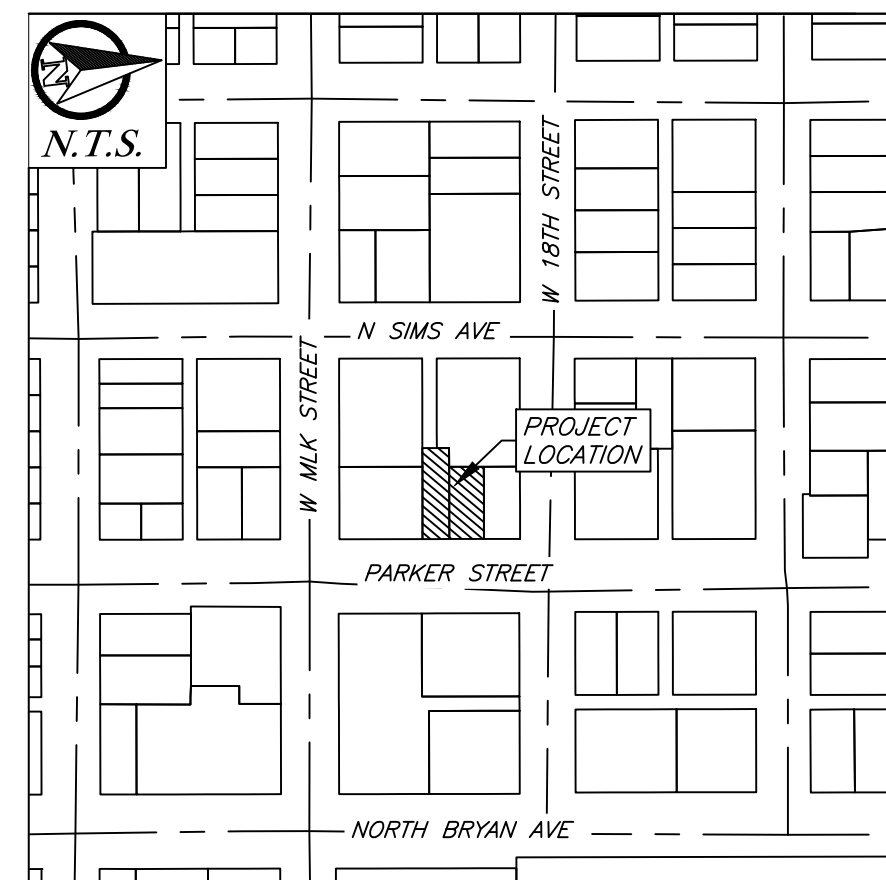 N
N.T.S.
W 18TH STREET
N SIMS AVE
W MLK STREET
PROJECT
LOCATION
PARKER STREET
NORTH BRYAN AVE